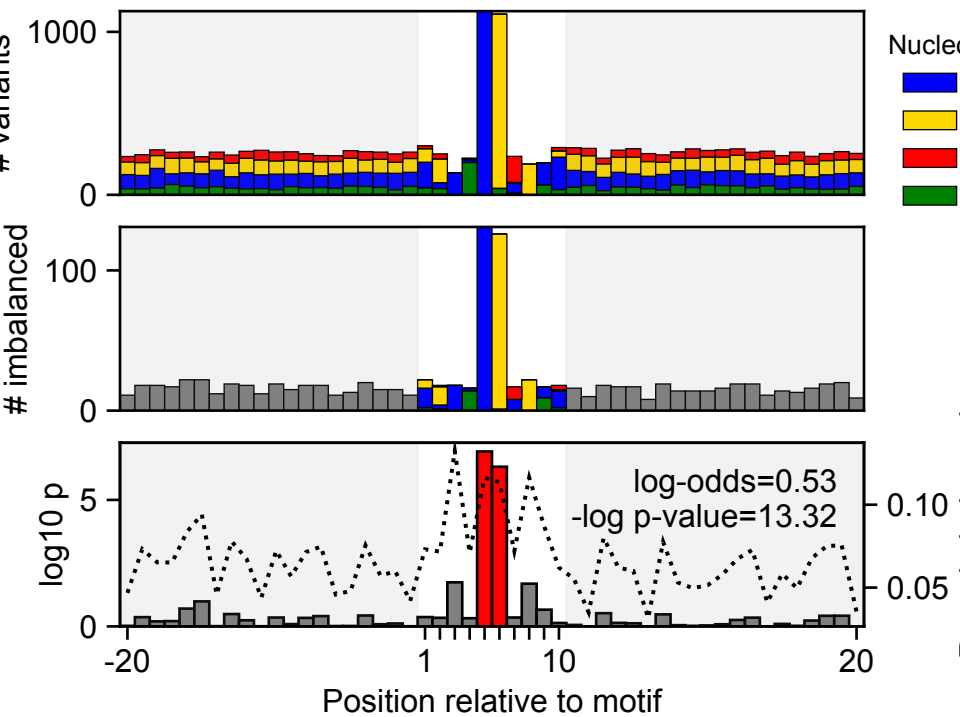 1000
0
# variants
Nucleo
100
0
# imbalanced
log-odds=0.53
-log p-value=13.32
5
0
log10 p
0.10
0.05
-20
1
10
20
Position relative to motif